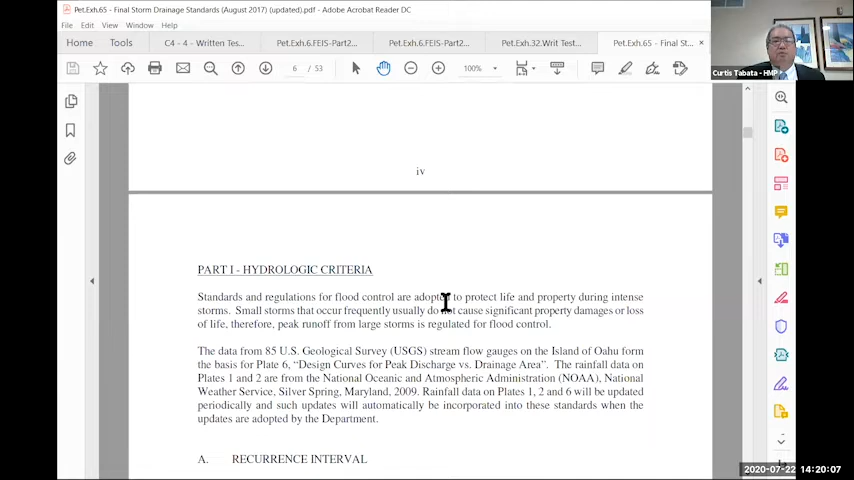 Pet.Exh.65 - Final Storm Drainage Standards (August 2017) (updated).pdf - Adobe Acrobat Reader DC
File Edit View Window Help
Home Tools C4 - 4 - Written Tes... Pet.Exh.6.FEIS-Part2... Pet.Exh.6.FEIS-Part2... Pet.Exh.32.Writ Test... Pet.Exh.65 - Final St... ×
6 / 53 100%
Curtis Tabata - HMP
iv
PART I - HYDROLOGIC CRITERIA
Standards and regulations for flood control are adopted to protect life and property during intense
storms. Small storms that occur frequently usually do not cause significant property damages or loss
of life, therefore, peak runoff from large storms is regulated for flood control.
The data from 85 U.S. Geological Survey (USGS) stream flow gauges on the Island of Oahu form
the basis for Plate 6, “Design Curves for Peak Discharge vs. Drainage Area”. The rainfall data on
Plates 1 and 2 are from the National Oceanic and Atmospheric Administration (NOAA), National
Weather Service, Silver Spring, Maryland, 2009. Rainfall data on Plates 1, 2 and 6 will be updated
periodically and such updates will automatically be incorporated into these standards when the
updates are adopted by the Department.
A. RECURRENCE INTERVAL
2020-07-22 14:20:07